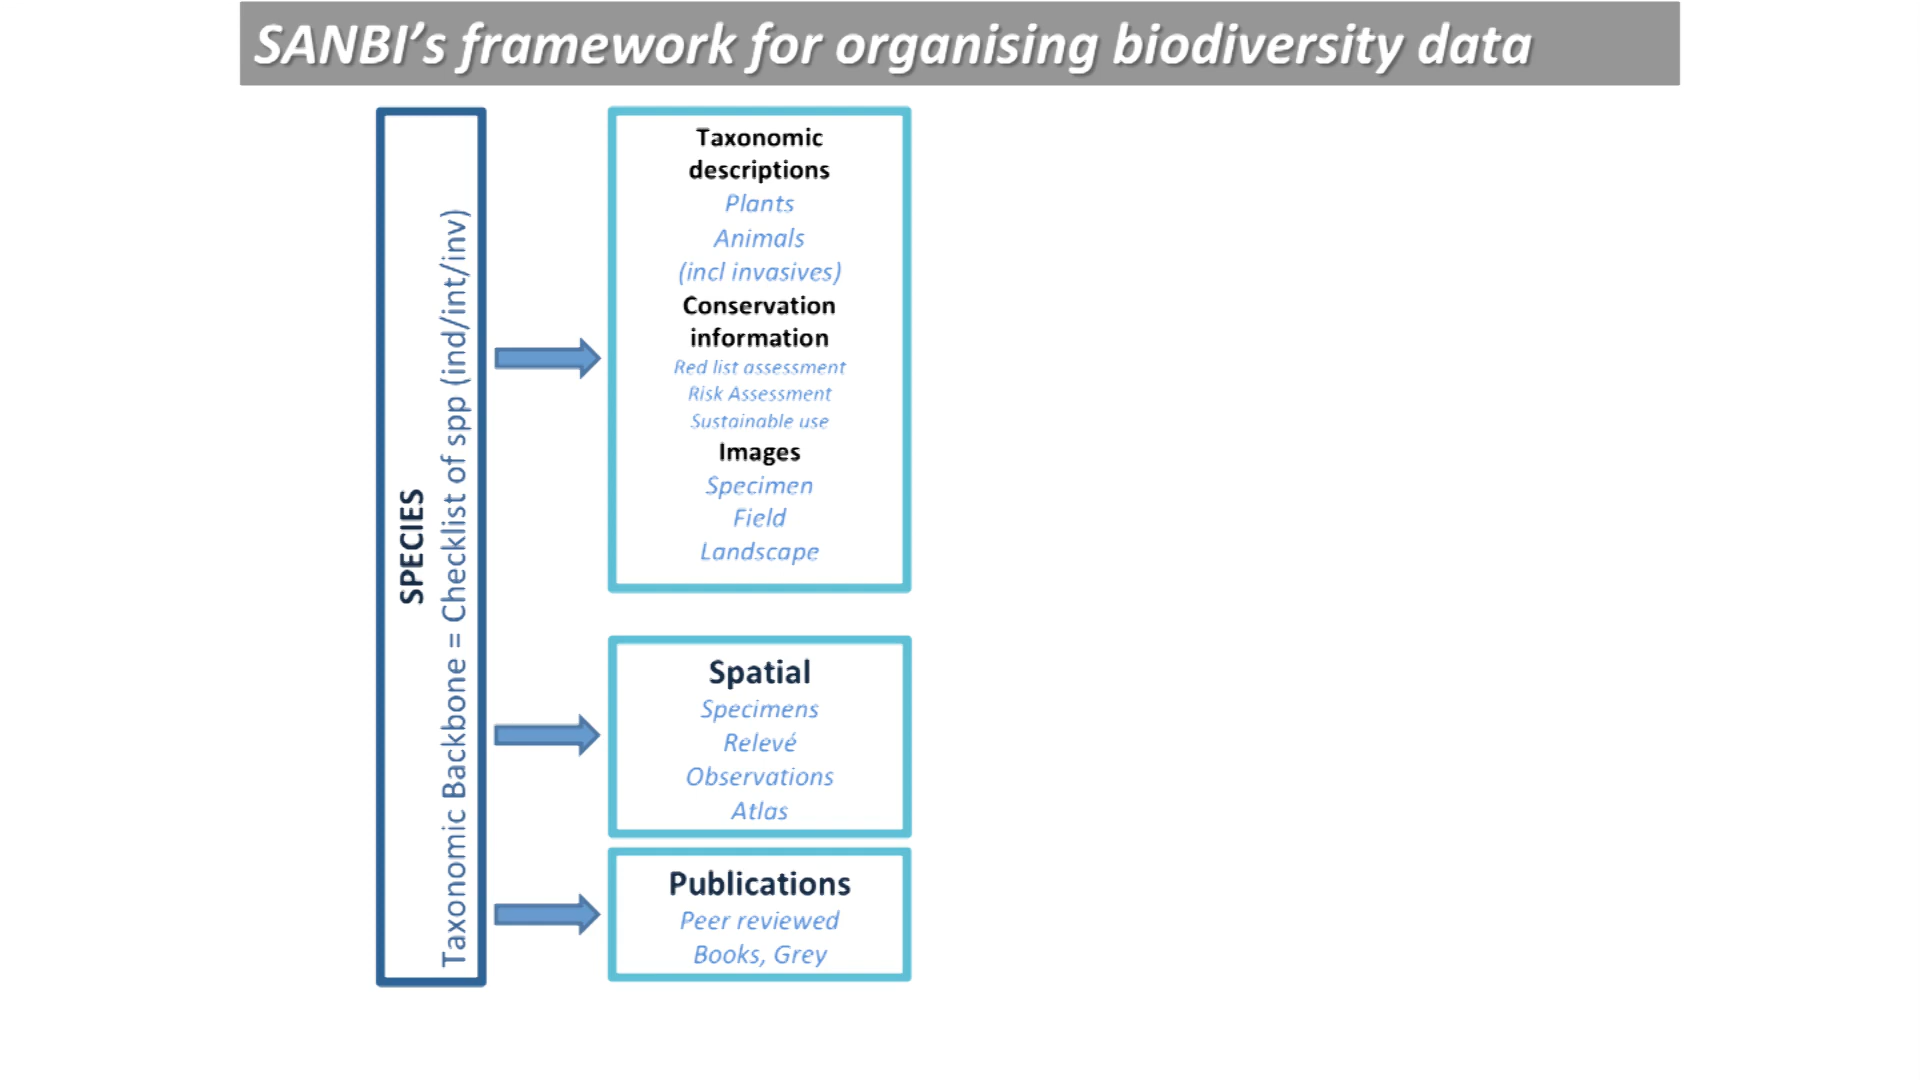 SANBI's framework for organising biodiversity data
SPECIES
Taxonomic Backbone = Checklist of spp (ind/int/inv)
Taxonomic
descriptions
Plants
Animals
(incl invasives)
Conservation
information
Red list assessment
Risk Assessment
Sustainable use
Images
Specimen
Field
Landscape
Spatial
Specimens
Relevé
Observations
Atlas
Publications
Peer reviewed
Books, Grey